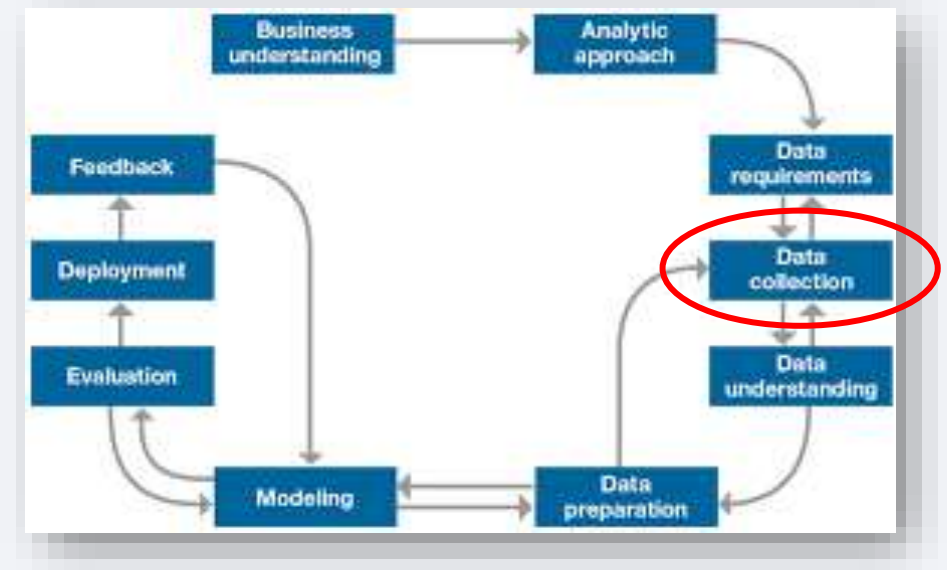 Business
understanding
Analytic
approach
Feedback
Data
requirements
Deployment
Data
collection
Evaluation
Data
understanding
Modeling
Data
preparation